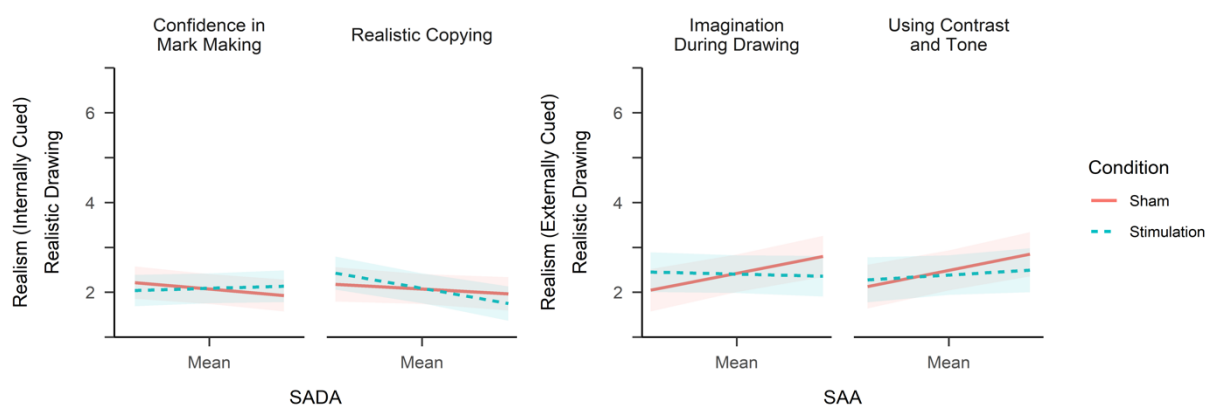 Confidence in
Mark Making
Realistic Copying
Realism (Internally Cued)
Realistic Drawing
6
4
2
Mean
Mean
SADA
Imagination
During Drawing
Using Contrast
and Tone
Realism (Externally Cued)
Realistic Drawing
6
4
2
Mean
Mean
SAA
Condition
Sham
Stimulation